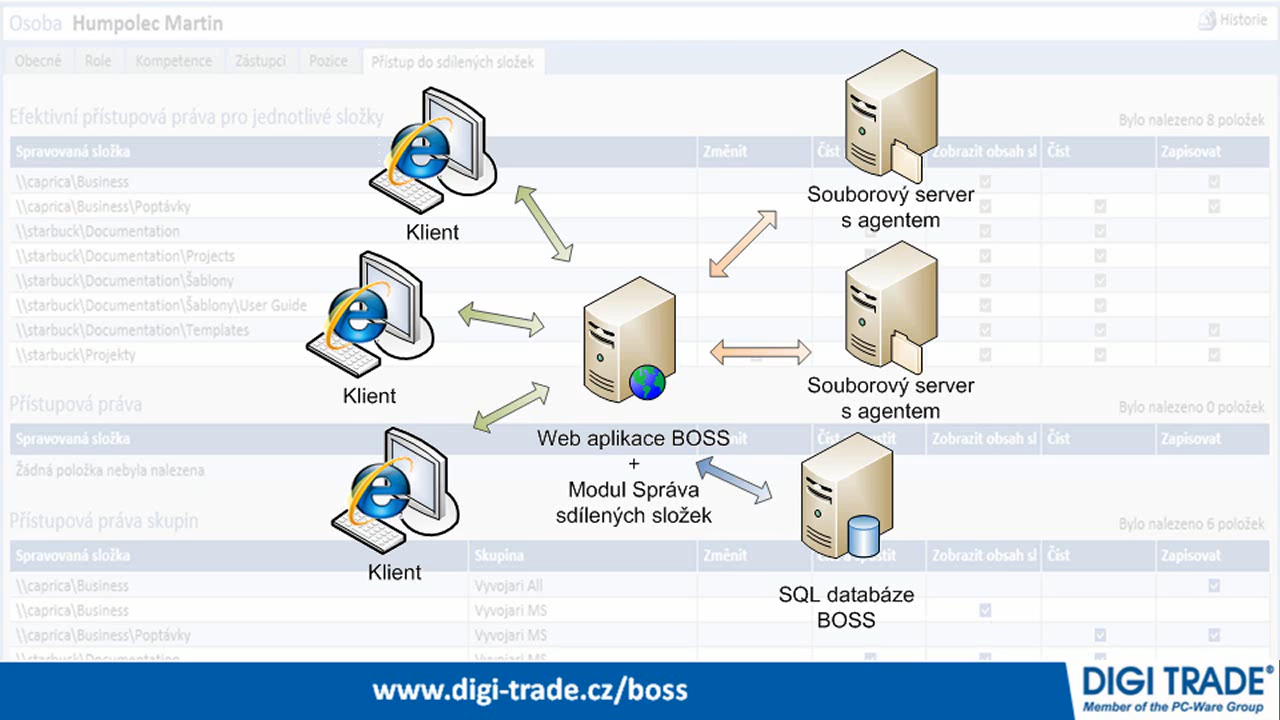 Osoba Humpolec Martin
Historie
Obecné Role Kompetence Zástupci Pozice Přístup do sdílených složek
Efektivní přístupová práva pro jednotlivé složky
Bylo nalezeno 8 položek
Spravovaná složka Změnit Zobrazit obsah sl Číst Zapisovat
\\caprica\Business
\\caprica\Business\Poptávky
\\starbuck\Documentation
\\starbuck\Documentation\Projects
\\starbuck\Documentation\Šablony
\\starbuck\Documentation\Šablony\User Guide
\\starbuck\Documentation\Templates
\\starbuck\Projekty
Klient
Klient
Klient
Souborový server
s agentem
Souborový server
s agentem
Web aplikace BOSS
+
Modul Správa
sdílených složek
SQL databáze
BOSS
Přístupová práva
Bylo nalezeno 0 položek
Spravovaná složka Zobrazit obsah sl Číst Zapisovat
Žádná položka nebyla nalezena
Přístupová práva skupin
Bylo nalezeno 6 položek
Spravovaná složka Skupina Změnit Zobrazit obsah sl Číst Zapisovat
\\caprica\Business Vyvojari All
\\caprica\Business Vyvojari MS
\\caprica\Business\Poptávky Vyvojari MS
\\starbuck\Documentation Vyvojari MS
www.digi-trade.cz/boss
DIGI TRADE®
Member of the PC-Ware Group